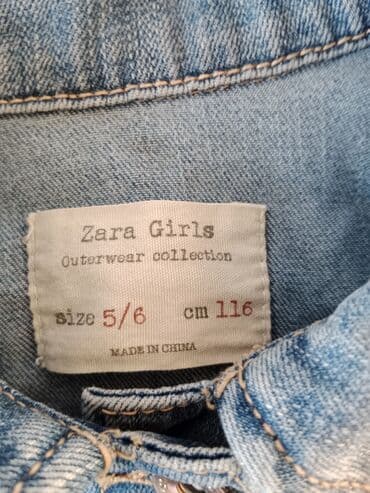 Zara Girls
Outerwear collection
size 5/6 cm 116
MADE IN CHINA